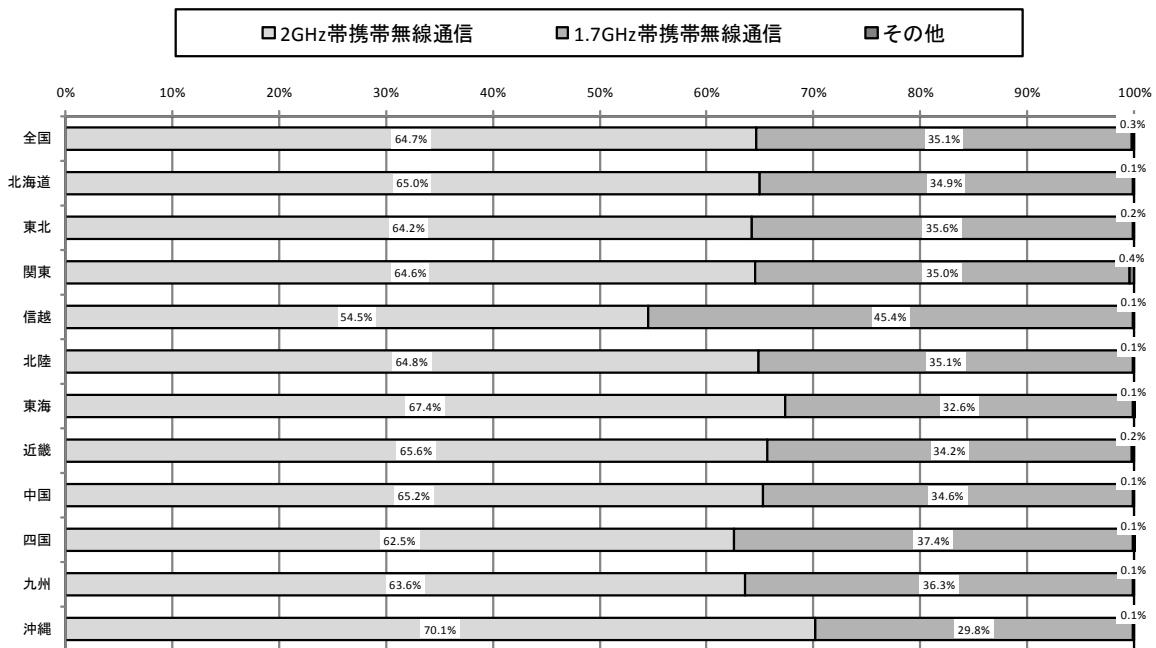 2GHz帯携帯無線通信 1.7GHz帯携帯無線通信 その他
0% 10% 20% 30% 40% 50% 60% 70% 80% 90% 100%
全国 64.7% 35.1% 0.3%
北海道 65.0% 34.9% 0.1%
東北 64.2% 35.6% 0.2%
関東 64.6% 35.0% 0.4%
信越 54.5% 45.4% 0.1%
北陸 64.8% 35.1% 0.1%
東海 67.4% 32.6% 0.1%
近畿 65.6% 34.2% 0.2%
中国 65.2% 34.6% 0.1%
四国 62.5% 37.4% 0.1%
九州 63.6% 36.3% 0.1%
沖縄 70.1% 29.8% 0.1%